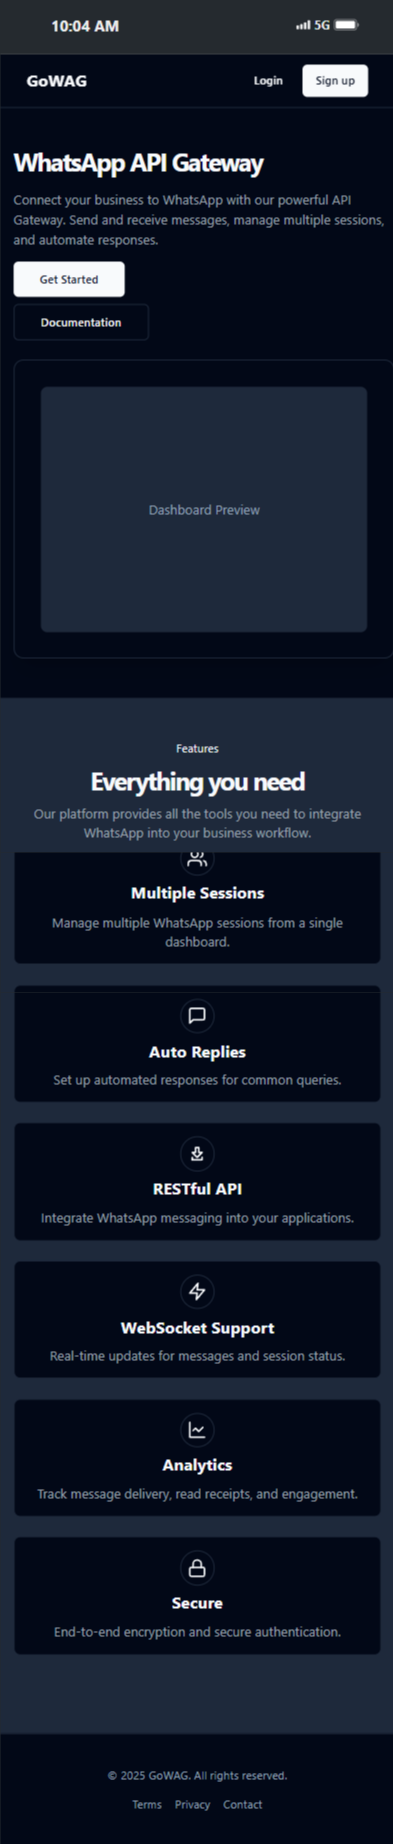 10:04 AM
5G
GoWAG
Login
Sign up
WhatsApp API Gateway
Connect your business to WhatsApp with our powerful API
Gateway. Send and receive messages, manage multiple sessions,
and automate responses.
Get Started
Documentation
Dashboard Preview
Features
Everything you need
Our platform provides all the tools you need to integrate
WhatsApp into your business workflow.
Multiple Sessions
Manage multiple WhatsApp sessions from a single
dashboard.
Auto Replies
Set up automated responses for common queries.
RESTful API
Integrate WhatsApp messaging into your applications.
WebSocket Support
Real-time updates for messages and session status.
Analytics
Track message delivery, read receipts, and engagement.
Secure
End-to-end encryption and secure authentication.
© 2025 GoWAG. All rights reserved.
Terms Privacy Contact